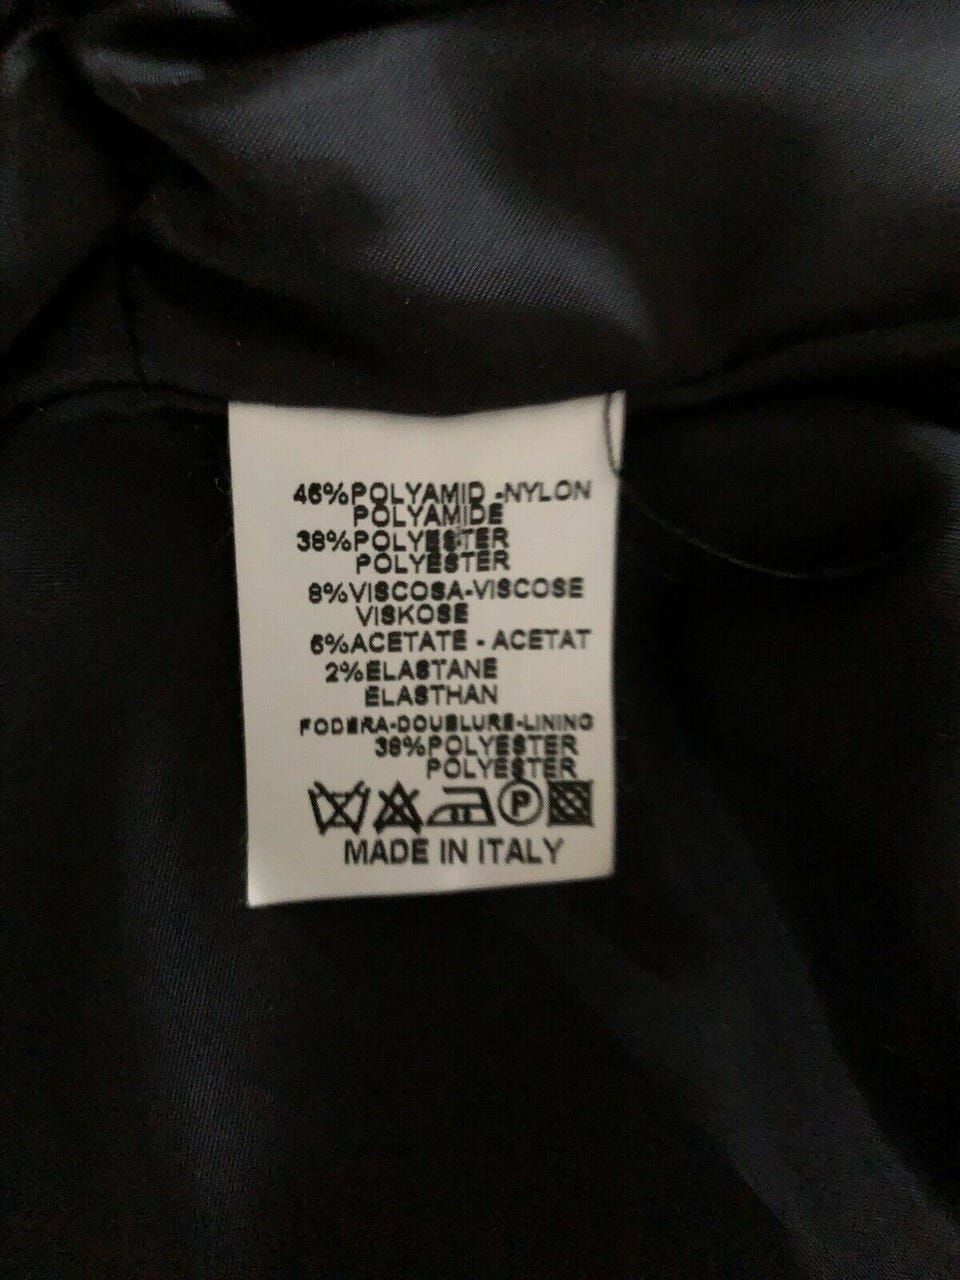 46%POLYAMID -NYLON
POLYAMIDE
38%POLYESTER
POLYESTER
8%VISCOSA-VISCOSE
VISKOSE
6%ACETATE - ACETAT
2%ELASTANE
ELASTHAN
FODERA-DOUBLURE-LINING
38%POLYESTER
POLYESTER
P
MADE IN ITALY